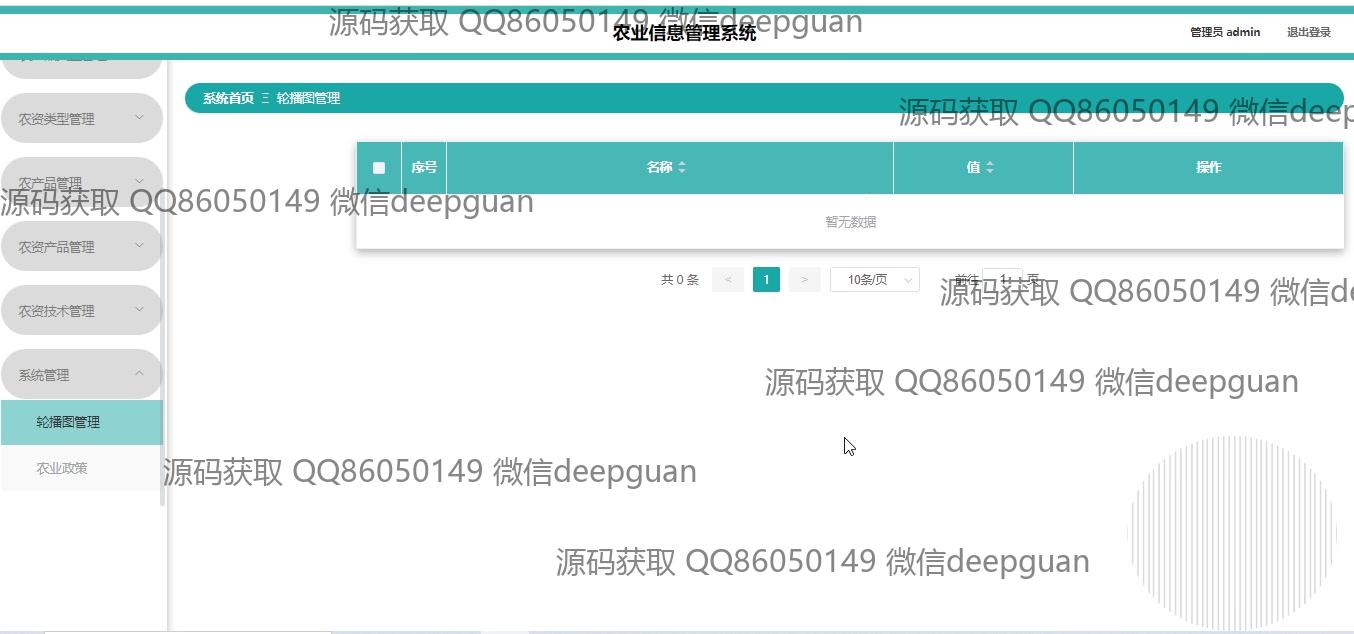 源码获取 QQ86050149 微信deepguan
农业信息管理系统
管理员 admin
退出登录
系统首页 Ξ 轮播图管理
源码获取 QQ86050149 微信deep
农资类型管理
农产品管理
源码获取 QQ86050149 微信deepguan
农资产品管理
农资技术管理
系统管理
轮播图管理
农业政策
序号
名称
值
操作
暂无数据
共 0 条
<
1
>
10条/页
前往
1
页
源码获取 QQ86050149 微信de
源码获取 QQ86050149 微信deepguan
源码获取 QQ86050149 微信deepguan
源码获取 QQ86050149 微信deepguan